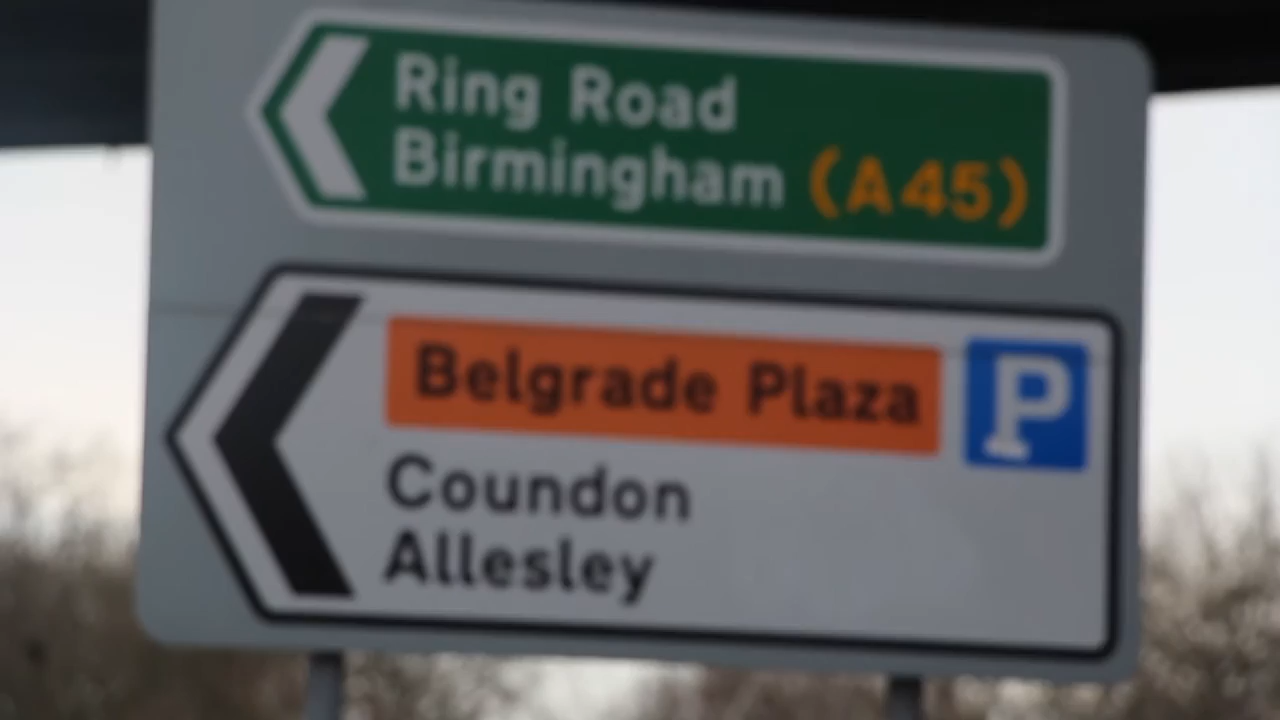 Ring Road
Birmingham (A45)
Belgrade Plaza P
Coundon
Allesley